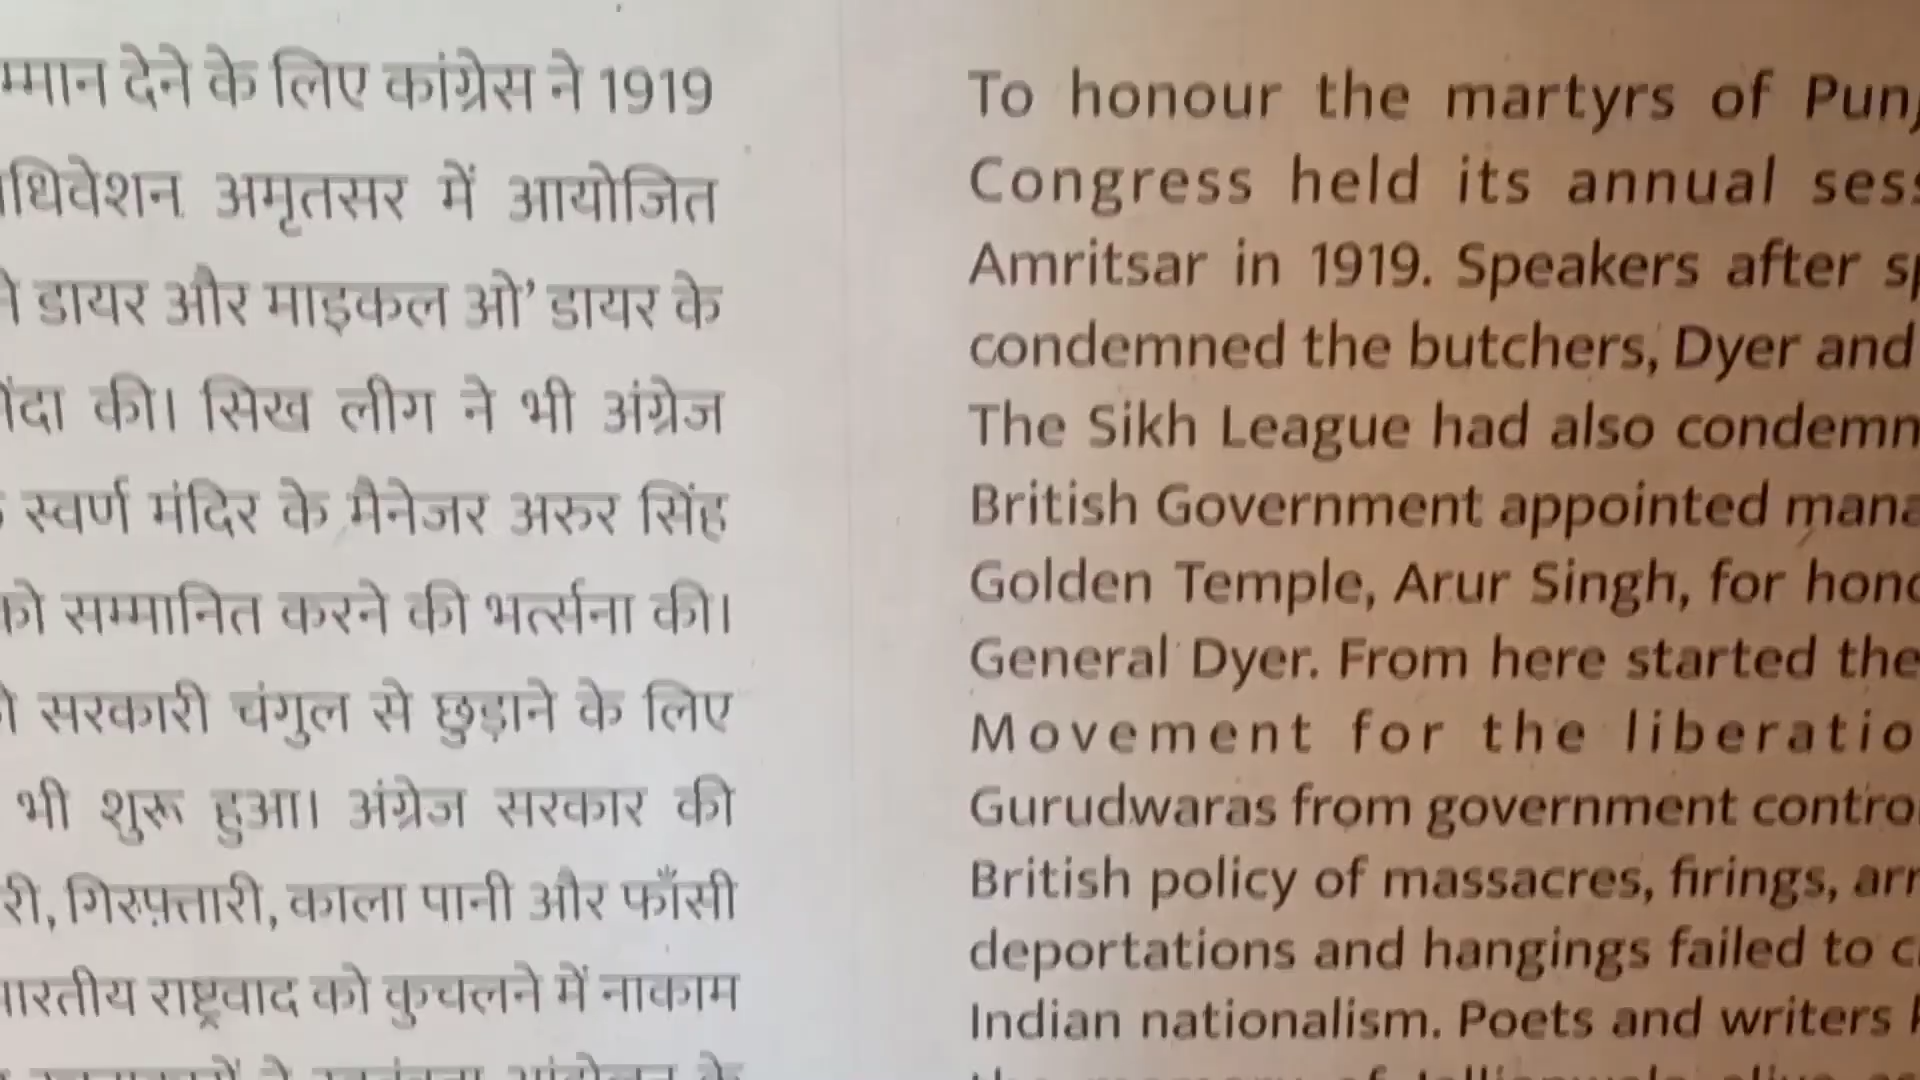 म्मान देने के लिए कांग्रेस ने 1919
धिवेशन अमृतसर में आयोजित
ने डायर और माइकल ओ' डायर के
की। सिख लीग ने भी अंग्रेज
स्वर्ण मंदिर के मैनेजर अरुर सिंह
को सम्मानित करने की भर्त्सना की।
सरकारी चंगुल से छुड़ाने के लिए
भी शुरू हुआ। अंग्रेज सरकार की
री, गिरफ़्तारी, काला पानी और फाँसी
ारतीय राष्ट्रवाद को कुचलने में नाकाम
To honour the martyrs of Punj
Congress held its annual sess
Amritsar in 1919. Speakers after sp
condemned the butchers, Dyer and
The Sikh League had also condemn
British Government appointed mana
Golden Temple, Arur Singh, for hono
General Dyer. From here started the
Movement for the liberatio
Gurudwaras from government contro
British policy of massacres, firings, arr
deportations and hangings failed to c
Indian nationalism. Poets and writers